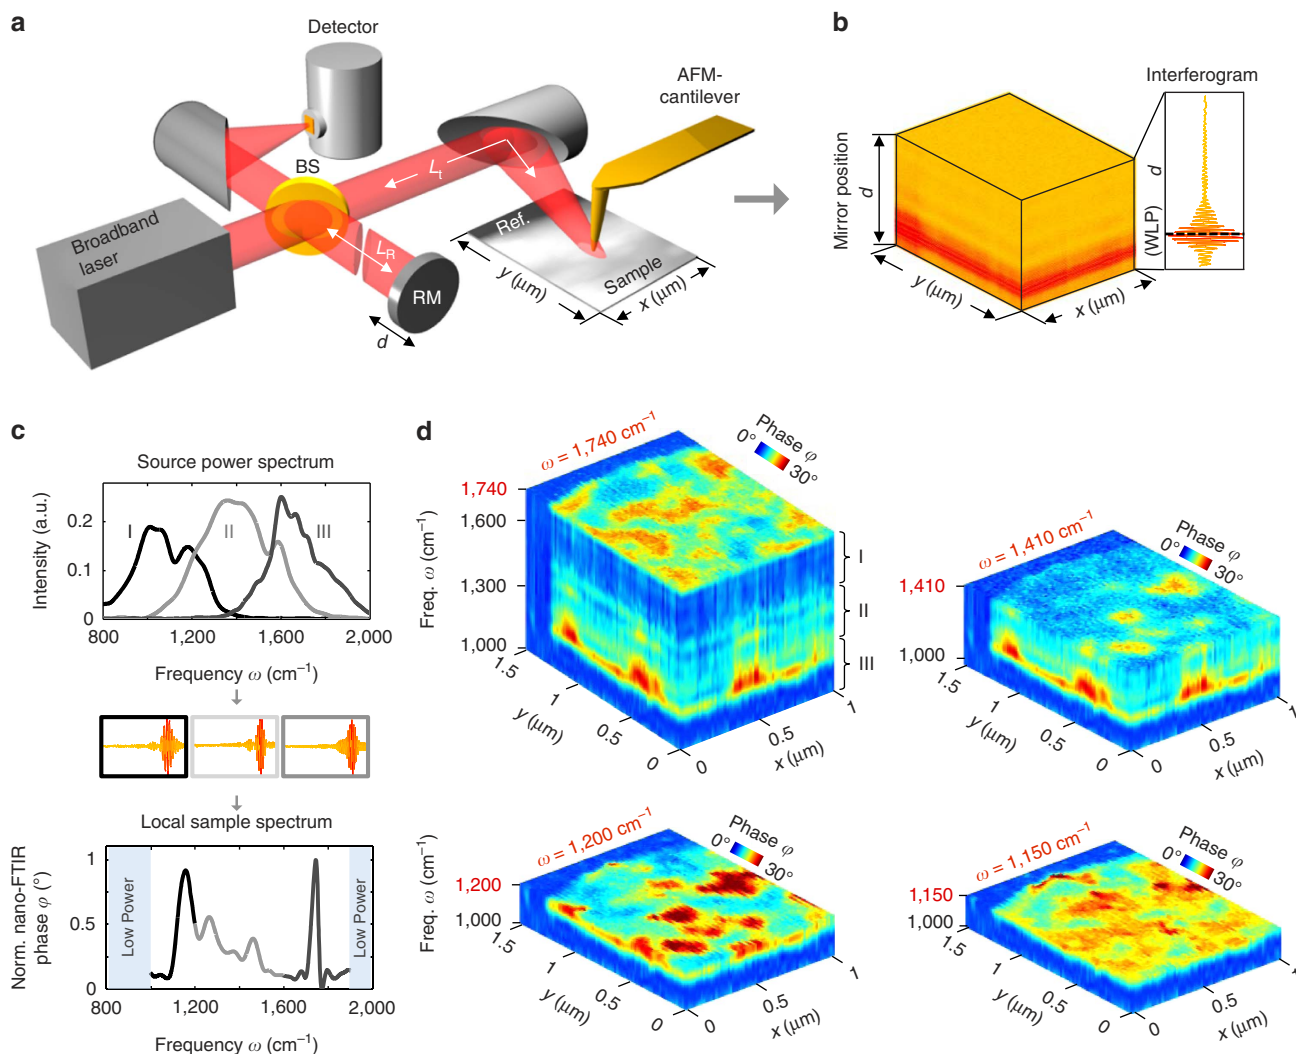 a
Detector
AFM-
cantilever
BS
Lt
Broadband
laser
LR
RM
d
Ref.
Sample
y (μm)
x (μm)
b
Interferogram
Mirror position
d
d
(WLP)
y (μm)
x (μm)
c
Source power spectrum
Intensity (a.u.)
0.2
0.1
0
I
II
III
800
1,200
1,600
2,000
Frequency ω (cm⁻¹)
Local sample spectrum
Norm. nano-FTIR
phase φ (°)
1
0.5
0
Low Power
Low Power
800
1,200
1,600
2,000
Frequency ω (cm⁻¹)
d
ω = 1,740 cm⁻¹
Phase φ
0°
30°
Freq. ω (cm⁻¹)
1,740
1,600
1,300
1,000
I
II
III
1.5
1
0.5
0
y (μm)
0
0.5
1
x (μm)
ω = 1,410 cm⁻¹
Phase φ
0°
30°
1,410
1,000
1.5
1
0.5
0
y (μm)
0
0.5
1
x (μm)
ω = 1,200 cm⁻¹
Phase φ
0°
30°
Freq. ω (cm⁻¹)
1,200
1,000
1.5
1
0.5
0
y (μm)
0
0.5
1
x (μm)
ω = 1,150 cm⁻¹
Phase φ
0°
30°
1,150
1,000
1.5
1
0.5
0
y (μm)
0
0.5
1
x (μm)